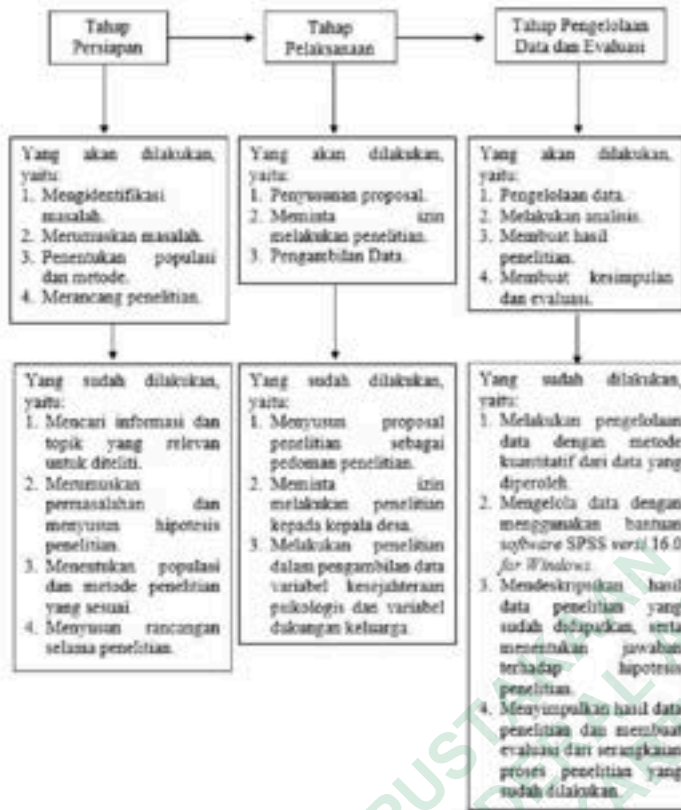 Tahap
Persiapan
Tahap
Pelaksanaan
Tahap Pengelolaan
Data dan Evaluasi
Yang akan dilakukan,
yaitu:
1. Mengidentifikasi
masalah.
2. Merumuskan masalah.
3. Penentukan populasi
dan metode.
4. Merancang penelitian.
Yang akan dilakukan,
yaitu:
1. Penyusunan proposal.
2. Meminta izin
melakukan penelitian.
3. Pengambilan Data.
Yang akan dilakukan,
yaitu:
1. Pengelolaan data.
2. Melakukan analisis.
3. Membuat hasil
penelitian.
4. Membuat kesimpulan
dan evaluasi.
Yang sudah dilakukan,
yaitu:
1. Mencari informasi dan
topik yang relevan
untuk diteliti.
2. Merumuskan
permasalahan dan
menyusun hipotesis
penelitian.
3. Menentukan populasi
dan metode penelitian
yang sesuai
4. Menyusun rancangan
selama penelitian.
Yang sudah dilakukan,
yaitu:
1. Menyusun proposal
penelitian sebagai
pedoman penelitian.
2. Meminta izin
melakukan penelitian
kepada kepala desa.
3. Melakukan penelitian
dalam pengambilan data
variabel kesejahteraan
psikologis dan variabel
dukungan keluarga.
Yang sudah dilakukan,
yaitu:
1. Melakukan pengelolaan
data dengan metode
kuantitatif dari data yang
diperoleh.
2. Mengelola data dengan
menggunakan bantuan
software SPSS versi 16.0
for Windows.
3. Mendeskripsikan hasil
data penelitian yang
sudah didapatkan, serta
menentukan jawaban
terhadap hipotesis
penelitian.
4. Menyimpulkan hasil data
penelitian dan membuat
evaluasi dari serangkaian
proses penelitian yang
sudah dilakukan.